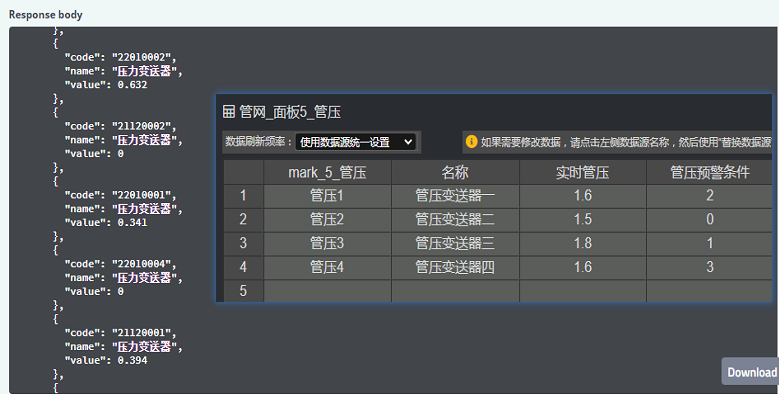 Response body
},
{
"code": "22010002",
"name": "压力变送器",
"value": 0.632
},
{
"code": "21120002",
"name": "压力变送器",
"value": 0
},
{
"code": "22010001",
"name": "压力变送器",
"value": 0.341
},
{
"code": "22010004",
"name": "压力变送器",
"value": 0
},
{
"code": "21120001",
"name": "压力变送器",
"value": 0.394
},
{
管网_面板5_管压
数据刷新频率： 使用数据源统一设置 如果需要修改数据，请点击左侧数据源名称，然后使用“替换数据源
mark_5_管压 名称 实时管压 管压预警条件
1 管压1 管压变送器一 1.6 2
2 管压2 管压变送器二 1.5 0
3 管压3 管压变送器三 1.8 1
4 管压4 管压变送器四 1.6 3
5
Download